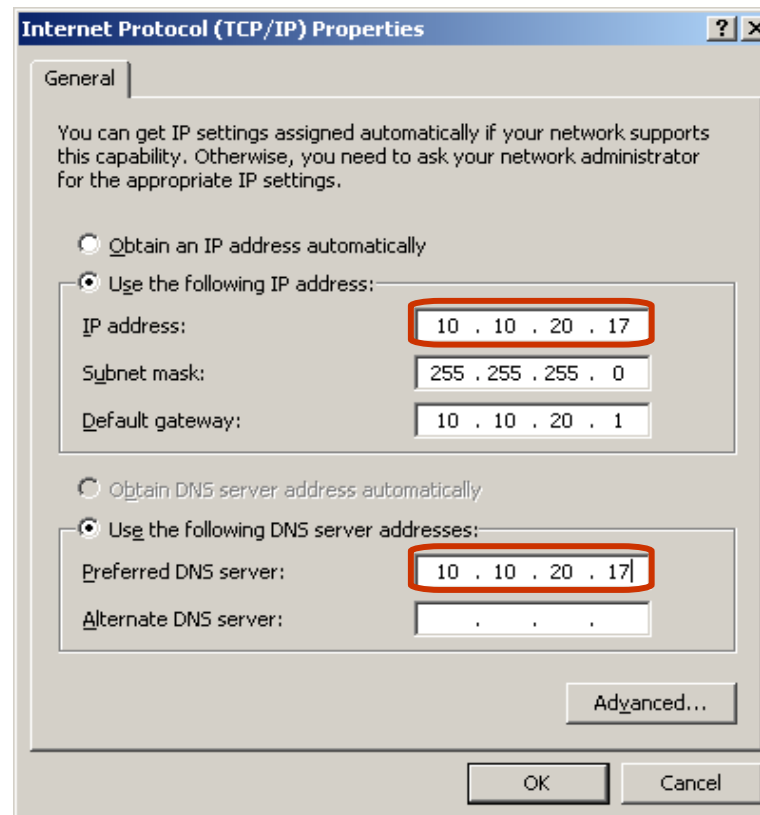 Internet Protocol (TCP/IP) Properties
General
You can get IP settings assigned automatically if your network supports
this capability. Otherwise, you need to ask your network administrator
for the appropriate IP settings.
Obtain an IP address automatically
Use the following IP address:
IP address: 10 . 10 . 20 . 17
Subnet mask: 255 . 255 . 255 . 0
Default gateway: 10 . 10 . 20 . 1
Obtain DNS server address automatically
Use the following DNS server addresses:
Preferred DNS server: 10 . 10 . 20 . 17
Alternate DNS server: . . .
Advanced...
OK Cancel